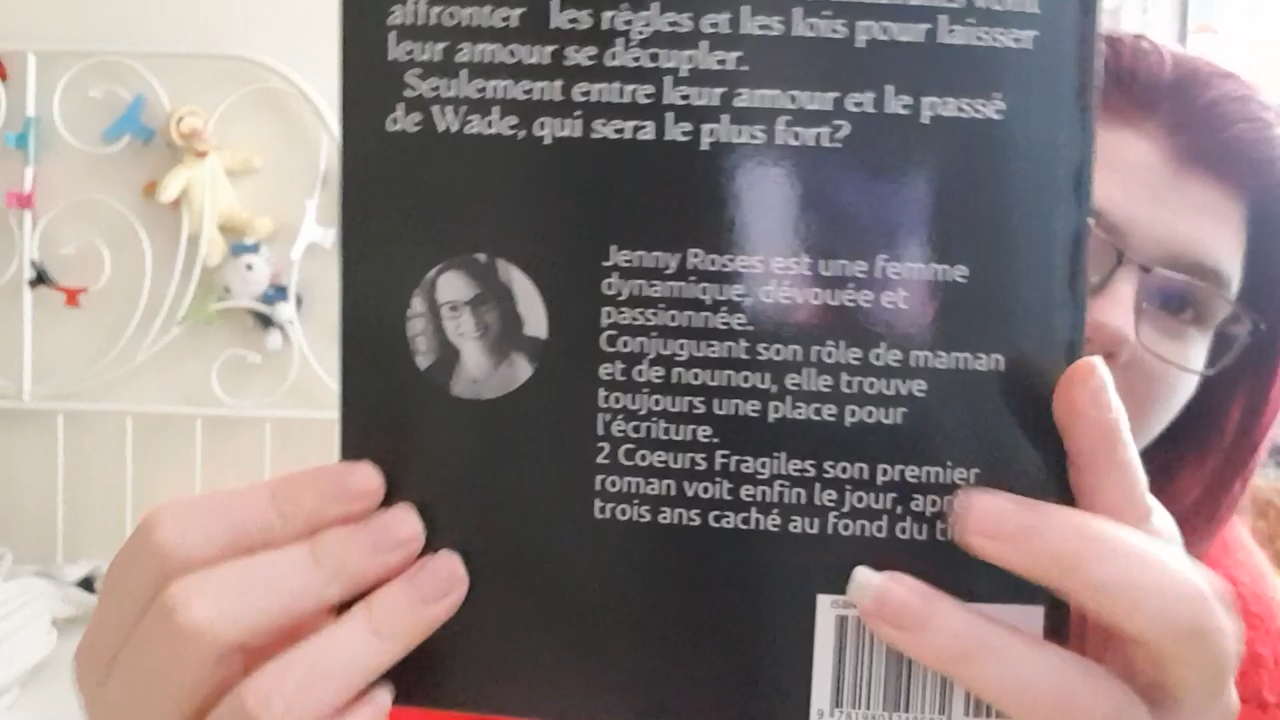 affronter les règles et les lois pour laisser
leur amour se décupler.
Seulement entre leur amour et le passé
de Wade, qui sera le plus fort?
Jenny Roses est une femme
dynamique, dévouée et
passionnée.
Conjuguant son rôle de maman
et de nounou, elle trouve
toujours une place pour
l'écriture.
2 Coeurs Fragiles son premier
roman voit enfin le jour,
trois ans caché au fond du